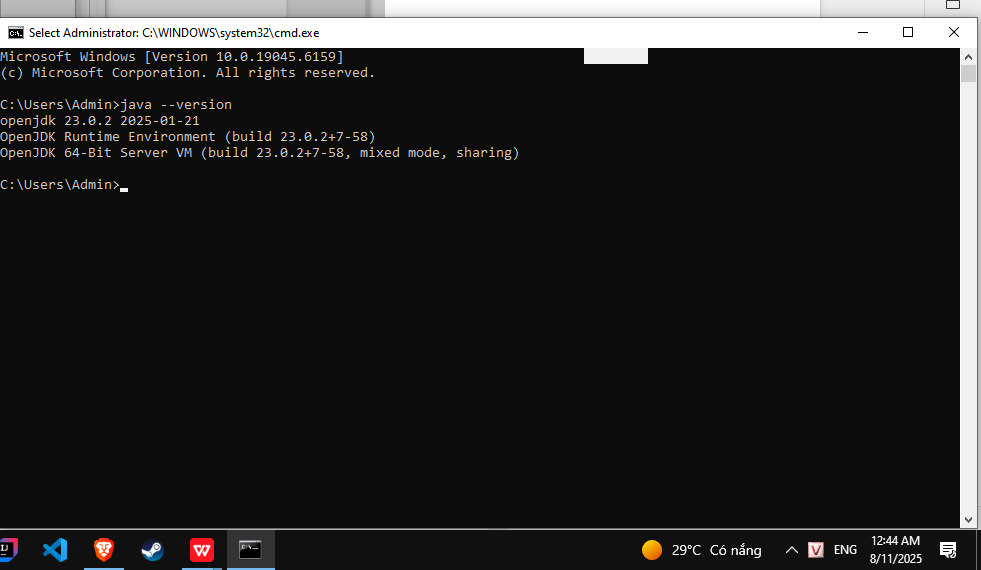 Select Administrator: C:\WINDOWS\system32\cmd.exe
Microsoft Windows [Version 10.0.19045.6159]
(c) Microsoft Corporation. All rights reserved.
C:\Users\Admin>java --version
openjdk 23.0.2 2025-01-21
OpenJDK Runtime Environment (build 23.0.2+7-58)
OpenJDK 64-Bit Server VM (build 23.0.2+7-58, mixed mode, sharing)
C:\Users\Admin>
29°C Có nắng
ENG
12:44 AM
8/11/2025